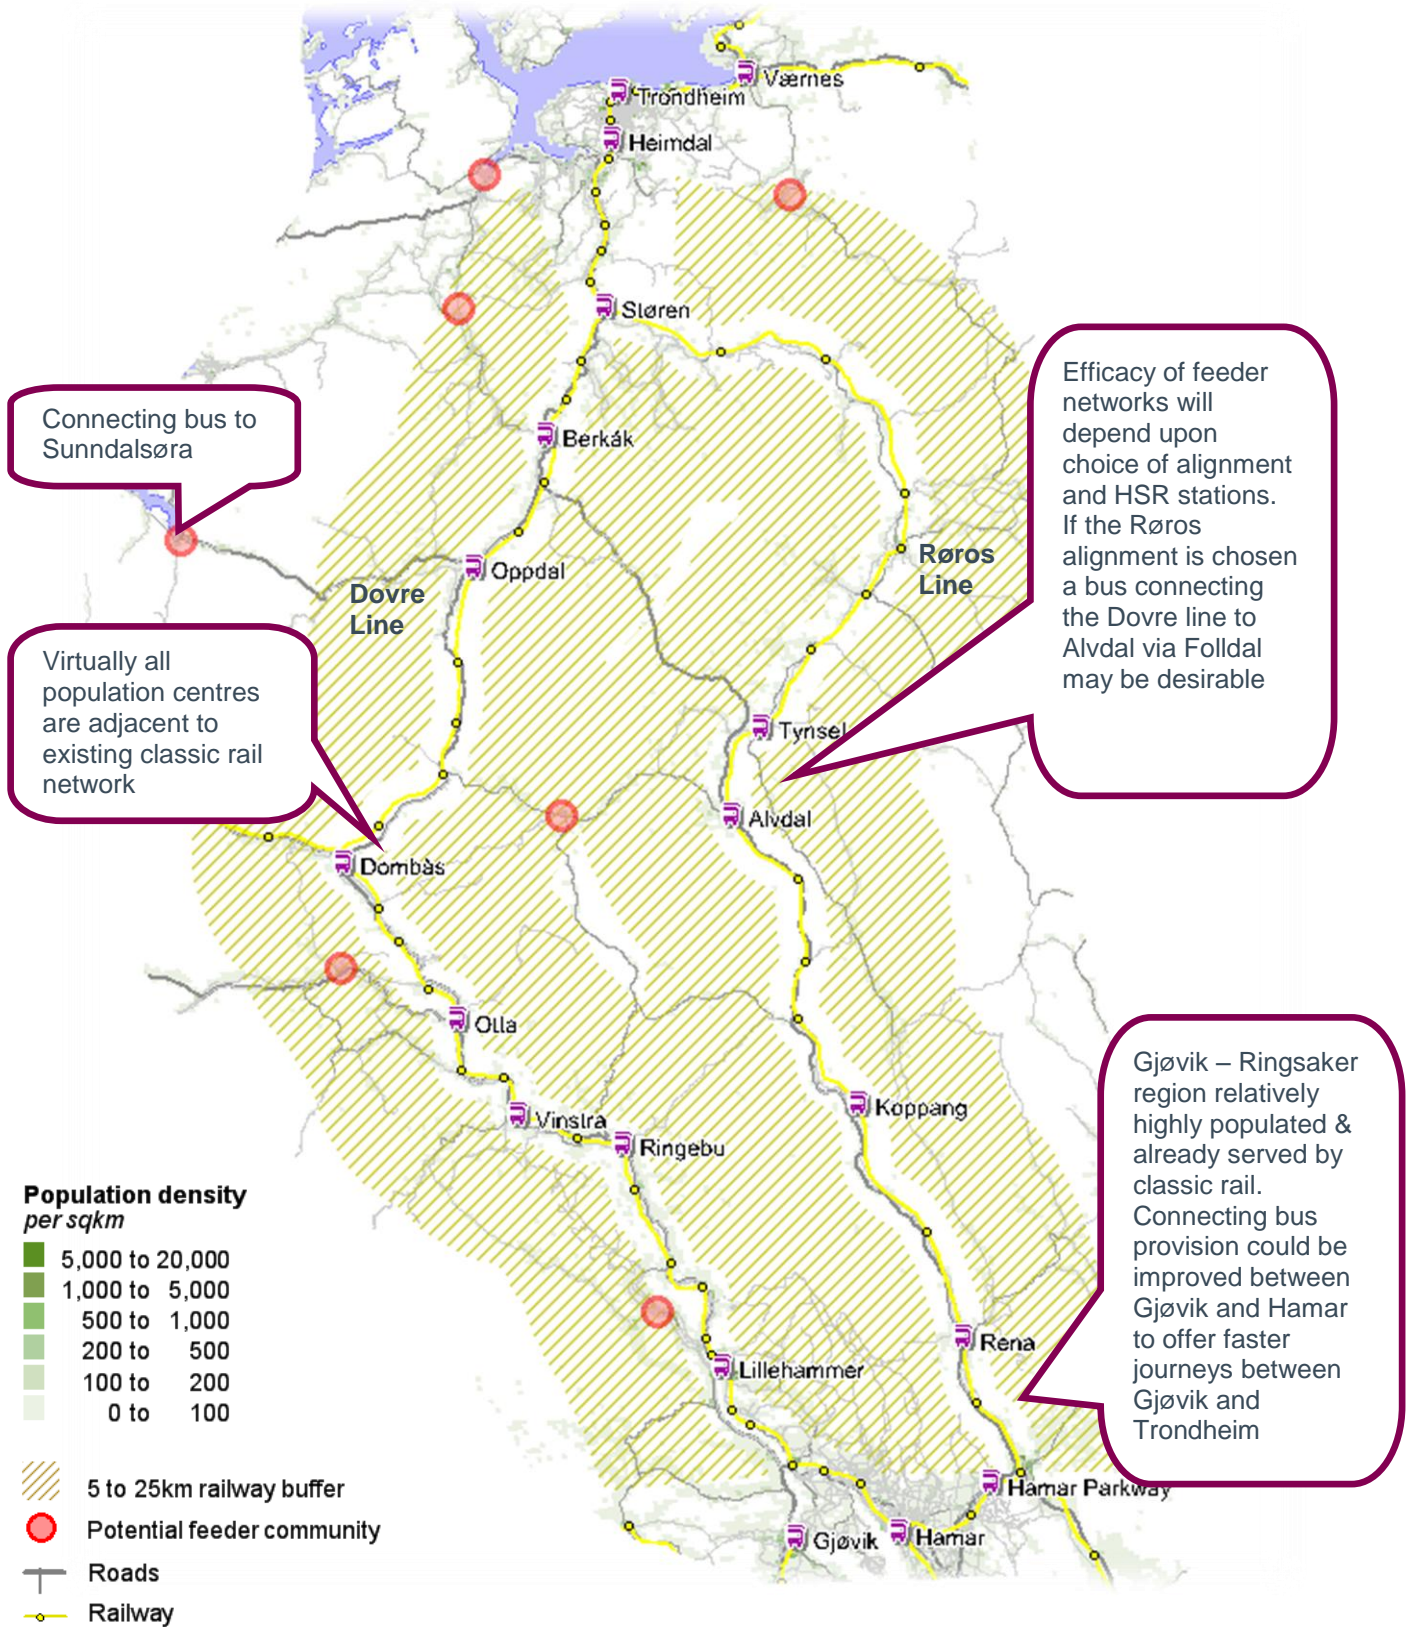 Værnes
Trondheim
Heimdal
Støren
Efficacy of feeder
networks will
depend upon
choice of alignment
and HSR stations.
If the Røros
alignment is chosen
a bus connecting
the Dovre line to
Alvdal via Folldal
may be desirable
Connecting bus to
Sunndalsøra
Berkåk
Røros
Line
Oppdal
Dovre
Line
Virtually all
population centres
are adjacent to
existing classic rail
network
Tynset
Alvdal
Dombås
Otta
Gjøvik – Ringsaker
region relatively
highly populated &
already served by
classic rail.
Connecting bus
provision could be
improved between
Gjøvik and Hamar
to offer faster
journeys between
Gjøvik and
Trondheim
Koppang
Vinstra
Ringebu
Rena
Lillehammer
Hamar Parkway
Gjøvik
Hamar
Population density
per sqkm
5,000 to 20,000
1,000 to 5,000
500 to 1,000
200 to 500
100 to 200
0 to 100
5 to 25km railway buffer
Potential feeder community
Roads
Railway